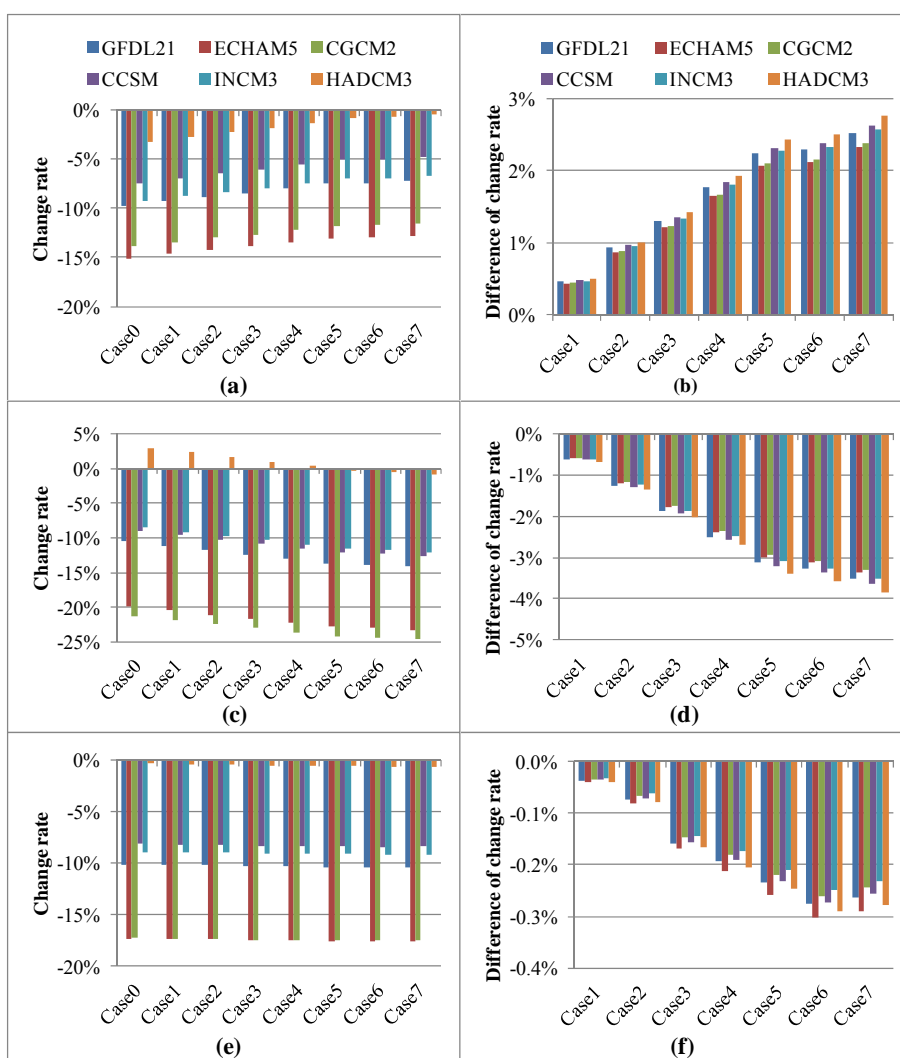 GFDL21 ECHAM5 CGCM2
CCSM INCM3 HADCM3
0%
-5%
-10%
-15%
-20%
Change rate
Case0 Case1 Case2 Case3 Case4 Case5 Case6 Case7
(a)
GFDL21 ECHAM5 CGCM2
CCSM INCM3 HADCM3
3%
2%
1%
0%
Difference of change rate
Case1 Case2 Case3 Case4 Case5 Case6 Case7
(b)
5%
0%
-5%
-10%
-15%
-20%
-25%
Change rate
Case0 Case1 Case2 Case3 Case4 Case5 Case6 Case7
(c)
0%
-1%
-2%
-3%
-4%
-5%
Difference of change rate
Case1 Case2 Case3 Case4 Case5 Case6 Case7
(d)
0%
-5%
-10%
-15%
-20%
Change rate
Case0 Case1 Case2 Case3 Case4 Case5 Case6 Case7
(e)
0.0%
-0.1%
-0.2%
-0.3%
-0.4%
Difference of change rate
Case1 Case2 Case3 Case4 Case5 Case6 Case7
(f)